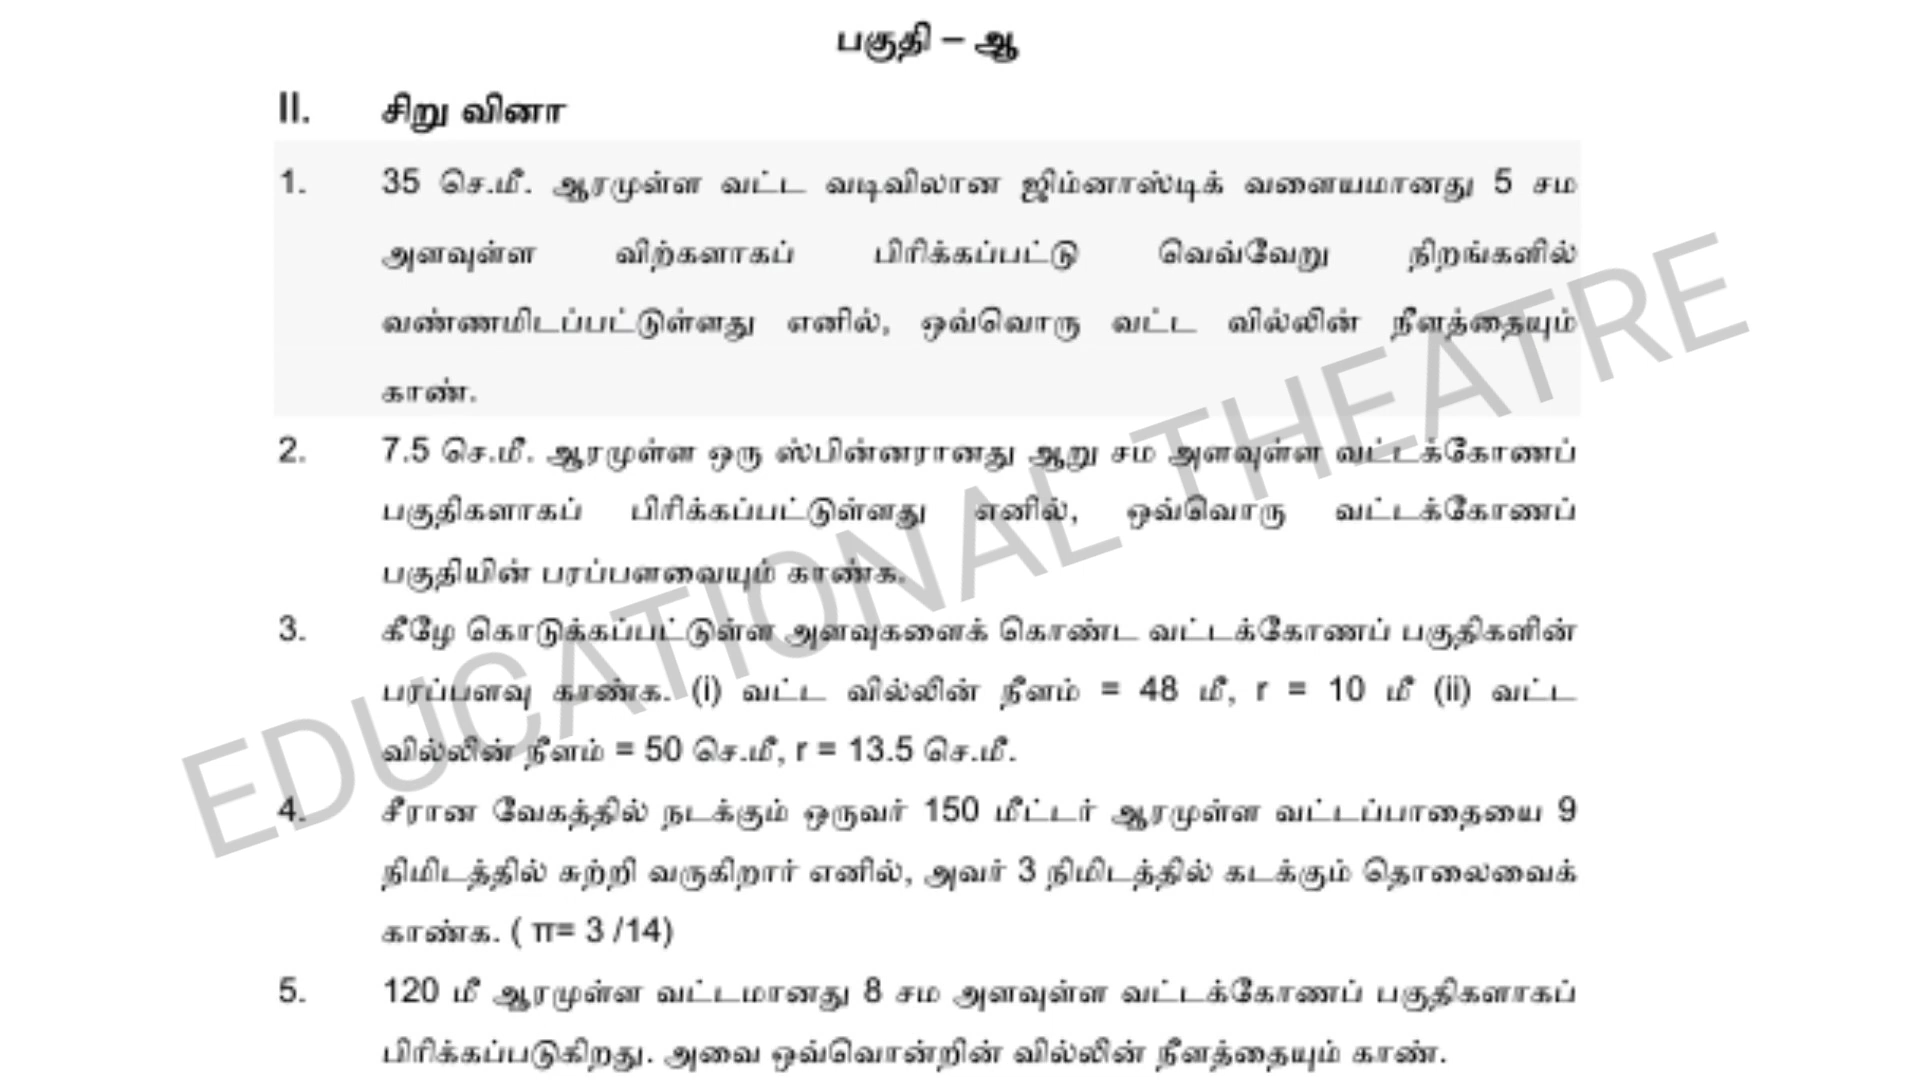 பகுதி – ஆ
II. சிறு வினா
1. 35 செ.மீ. ஆரமுள்ள வட்ட வடிவிலான ஜிம்னாஸ்டிக் வளையமானது 5 சம
அளவுள்ள விற்களாகப் பிரிக்கப்பட்டு வெவ்வேறு நிறங்களில்
வண்ணமிடப்பட்டுள்ளது எனில், ஒவ்வொரு வட்ட வில்லின் நீளத்தையும்
காண்.
2. 7.5 செ.மீ. ஆரமுள்ள ஒரு ஸ்பின்னரானது ஆறு சம அளவுள்ள வட்டக்கோணப்
பகுதிகளாகப் பிரிக்கப்பட்டுள்ளது எனில், ஒவ்வொரு வட்டக்கோணப்
பகுதியின் பரப்பளவையும் காண்க.
3. கீழே கொடுக்கப்பட்டுள்ள அளவுகளைக் கொண்ட வட்டக்கோணப் பகுதிகளின்
பரப்பளவு காண்க. (i) வட்ட வில்லின் நீளம் = 48 மீ, r = 10 மீ (ii) வட்ட
வில்லின் நீளம் = 50 செ.மீ, r = 13.5 செ.மீ.
4. சீரான வேகத்தில் நடக்கும் ஒருவர் 150 மீட்டர் ஆரமுள்ள வட்டப்பாதையை 9
நிமிடத்தில் சுற்றி வருகிறார் எனில், அவர் 3 நிமிடத்தில் கடக்கும் தொலைவைக்
காண்க. ( π= 3 /14)
5. 120 மீ ஆரமுள்ள வட்டமானது 8 சம அளவுள்ள வட்டக்கோணப் பகுதிகளாகப்
பிரிக்கப்படுகிறது. அவை ஒவ்வொன்றின் வில்லின் நீளத்தையும் காண்.
EDUCATIONAL THEATRE